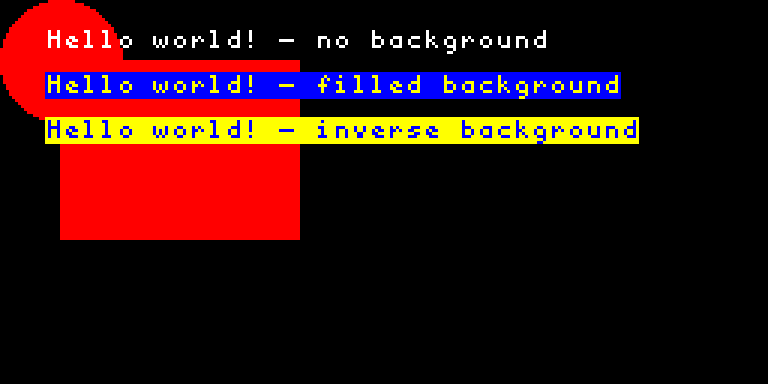 Hello world! – no background
Hello world! – filled background
Hello world! – inverse background